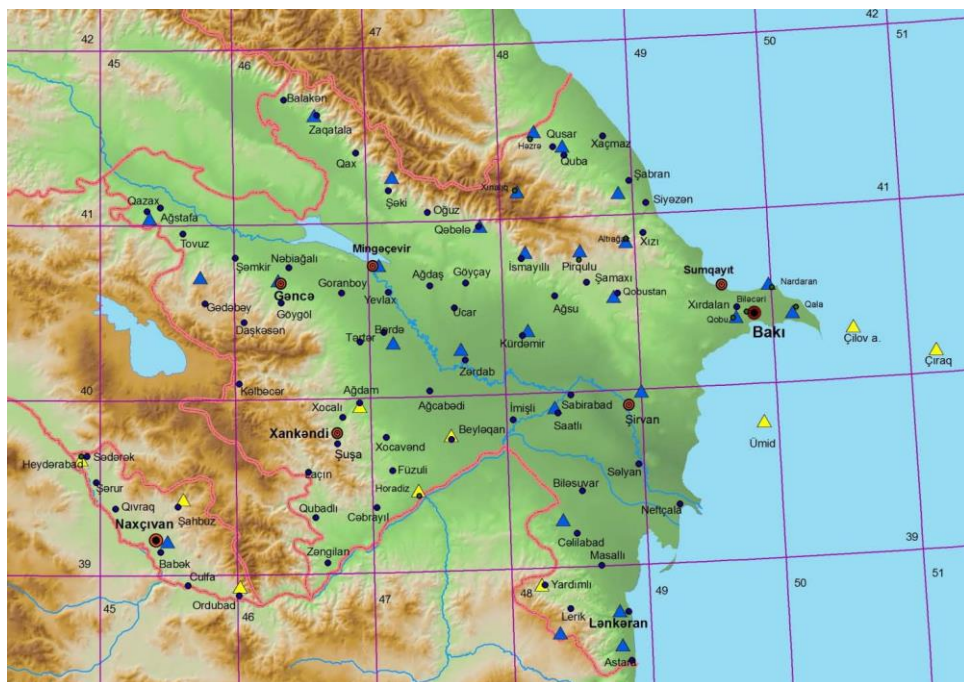 42
47
48
49
50
42
51
45
46
Balakən
Zaqatala
Qax
Qusar
Həzrə
Quba
Xaçmaz
Şəki
Xınalıq
Şabran
Siyəzən
41
Qazax
41
Ağstafa
Oğuz
Qəbələ
Tovuz
Altıağac
Xızı
Mingəçevir
Şəmkir
Nəbiağalı
İsmayıllı
Pirqulu
Sumqayıt
Goranboy
Ağdaş
Göyçay
Şamaxı
Nardaran
Gəncə
Yevlax
Qobustan
Gədəbəy
Göygöl
Ucar
Ağsu
Xırdalan
Biləcəri
Qala
Qobu
Daşkəsən
Bakı
Tərtər
Bərdə
Kürdəmir
Çilov a.
Zərdab
Çıraq
40
Kəlbəcər
Ağdam
Ağcabədi
40
Xocalı
İmişli
Sabirabad
Şirvan
Saatlı
Ümid
Xankəndi
Beyləqan
Xocavənd
Şuşa
Sədərək
Heydərabad
Laçın
Füzuli
Səlyan
Şərur
Horadiz
Biləsuvar
Qıvraq
Şahbuz
Qubadlı
Cəbrayıl
Neftçala
Naxçıvan
Cəlilabad
39
Babək
Zəngilan
Masallı
39
Culfa
Yardımlı
50
51
45
Ordubad
46
47
48
49
Lerik
Lənkəran
Astara